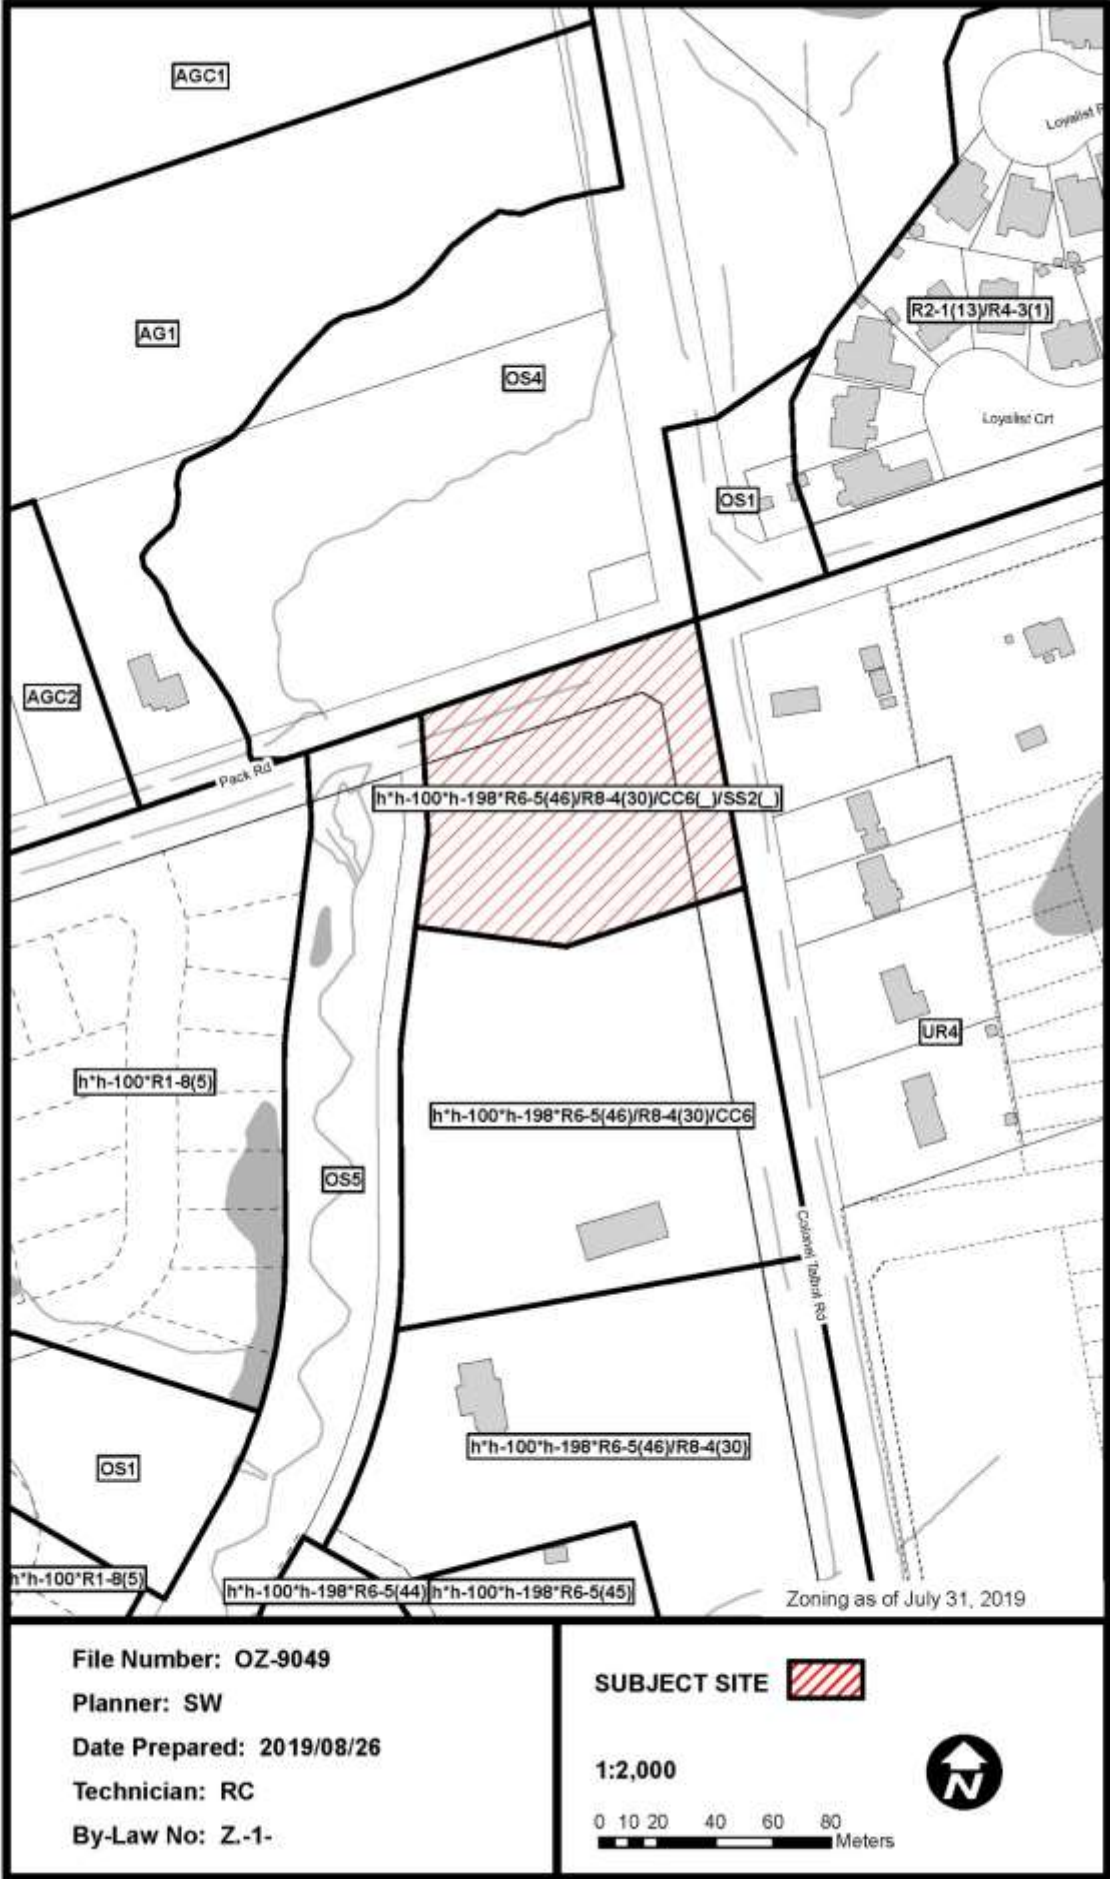 AGC1
Loyalist
AG1
R2-1(13)/R4-3(1)
OS4
Loyalist Crt
OS1
AGC2
Pack Rd
h*h-100*h-198*R6-5(46)/R8-4(30)/CC6(_)/SS2(_)
UR4
h*h-100*R1-8(5)
h*h-100*h-198*R6-5(46)/R8-4(30)/CC6
OS5
Colonel Talbot Rd
h*h-100*h-198*R6-5(46)/R8-4(30)
OS1
h*h-100*R1-8(5)
h*h-100*h-198*R6-5(44)
h*h-100*h-198*R6-5(45)
Zoning as of July 31, 2019
File Number: OZ-9049
Planner: SW
Date Prepared: 2019/08/26
Technician: RC
By-Law No: Z.-1-
SUBJECT SITE
1:2,000
N
0 10 20 40 60 80
Meters